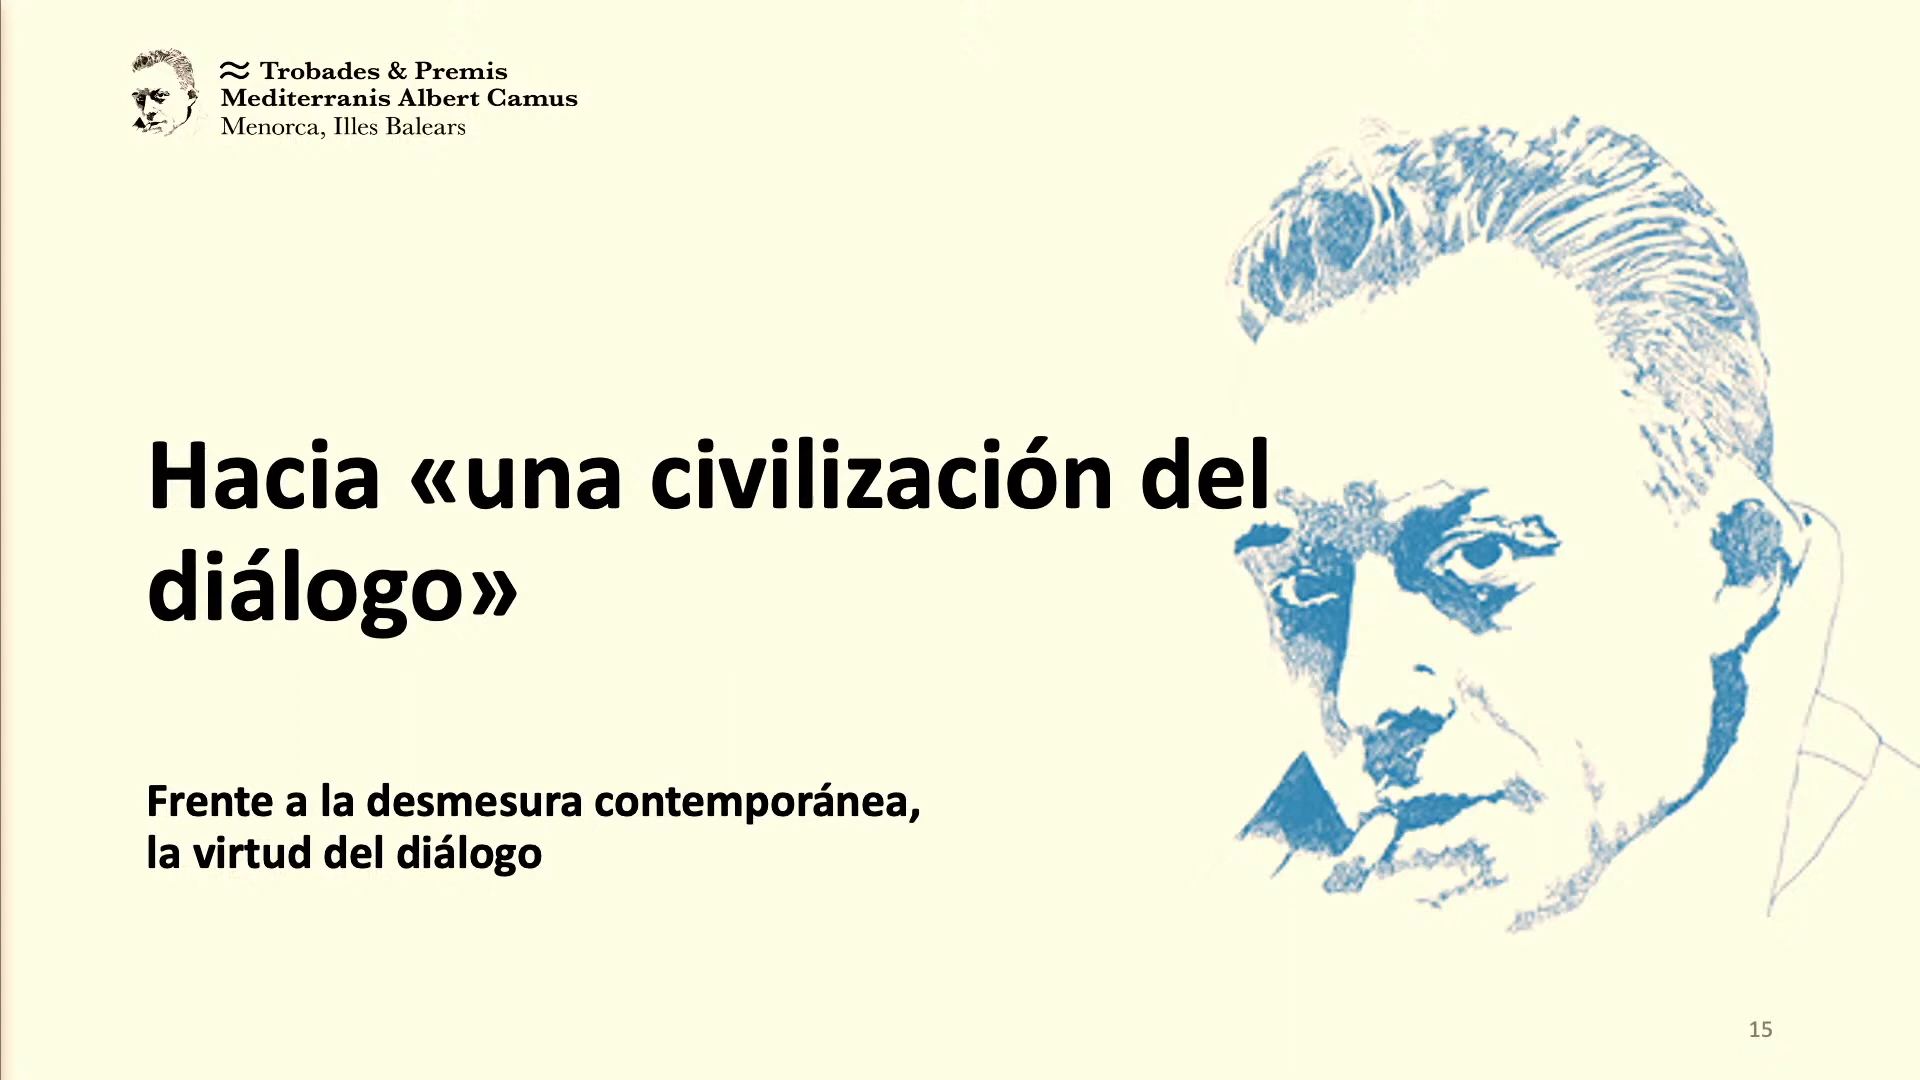 ≈ Trobades & Premis
Mediterranis Albert Camus
Menorca, Illes Balears
Hacia «una civilización del
diálogo»
Frente a la desmesura contemporánea,
la virtud del diálogo
15